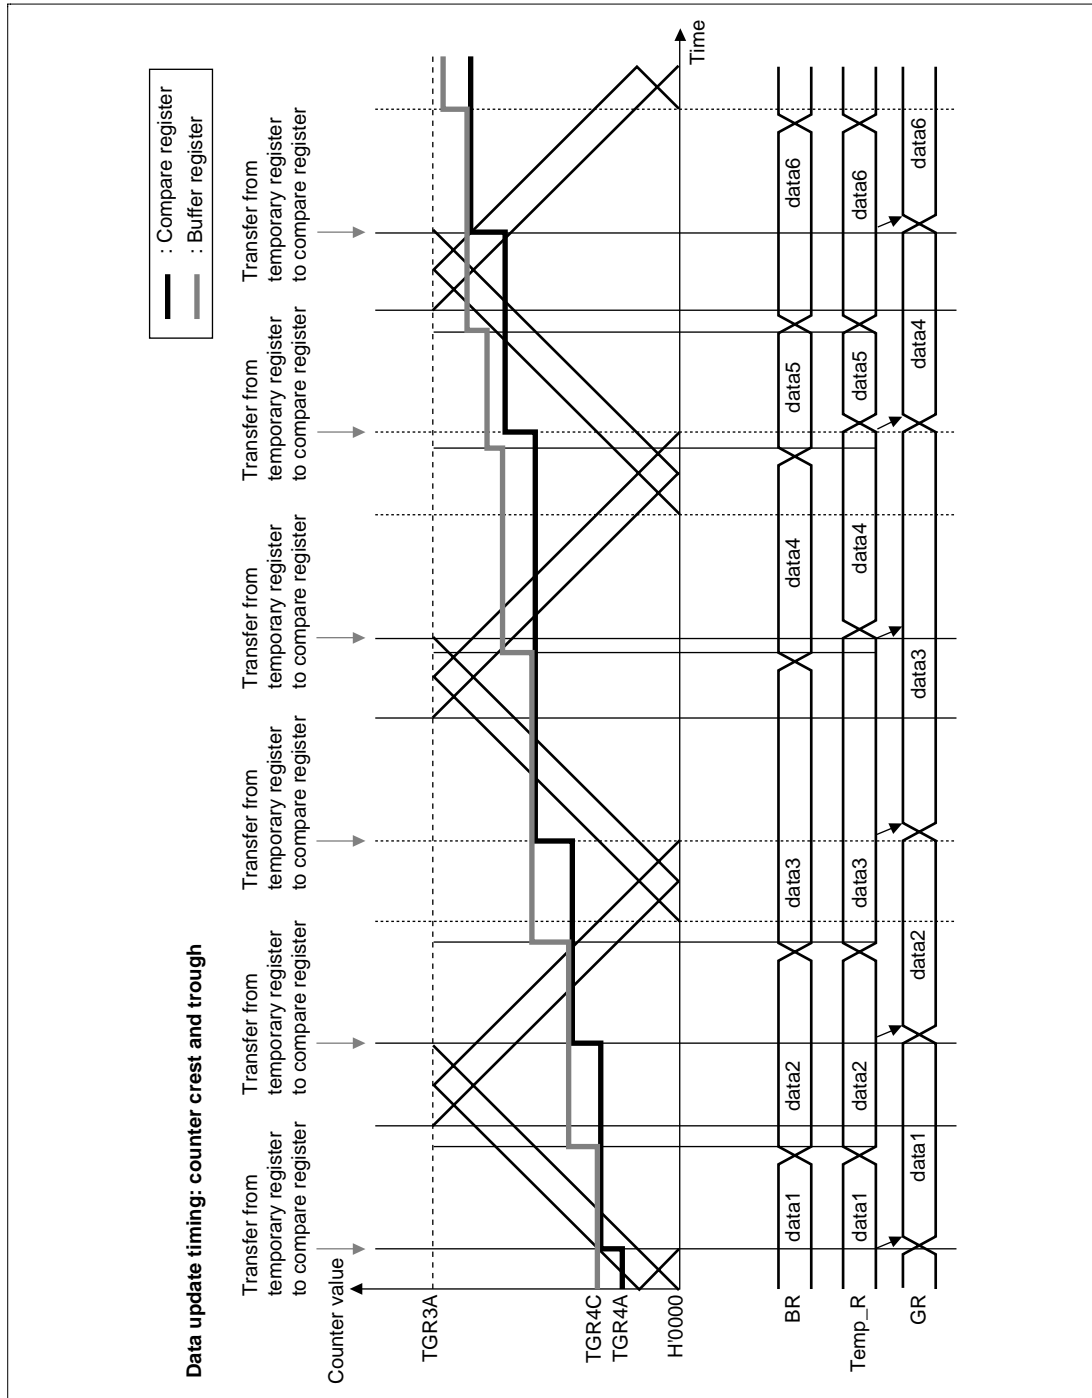 Data update timing: counter crest and trough
: Compare register
: Buffer register
Transfer from
temporary register
to compare register
Transfer from
temporary register
to compare register
Transfer from
temporary register
to compare register
Transfer from
temporary register
to compare register
Transfer from
temporary register
to compare register
Transfer from
temporary register
to compare register
Transfer from
temporary register
to compare register
Counter value
TGR3A
TGR4C
TGR4A
H'0000
Time
BR
data1
data2
data3
data4
data5
data6
Temp_R
data1
data2
data3
data4
data5
data6
GR
data1
data2
data3
data4
data6